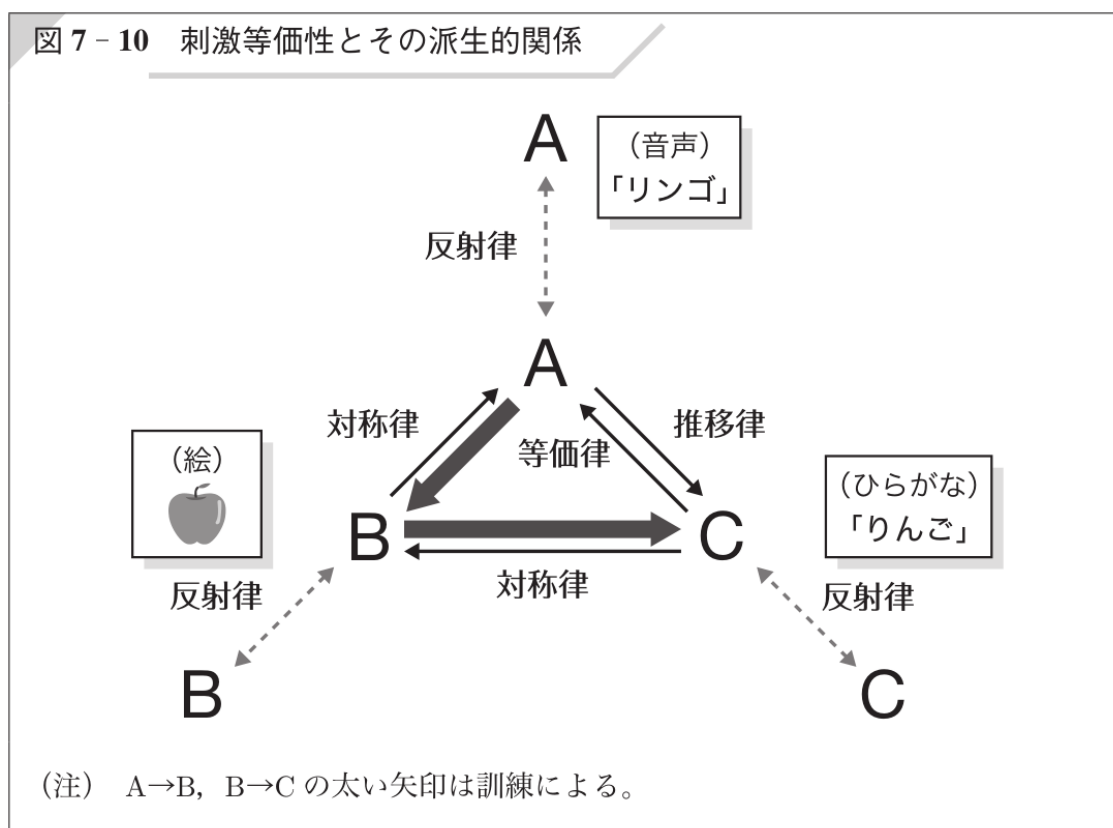 図 7－10 刺激等価性とその派生的関係
A
（音声）
「リンゴ」
反射律
A
対称律
等価律
推移律
（絵）
（ひらがな）
「りんご」
B
C
対称律
反射律
反射律
B
C
（注） A→B，B→C の太い矢印は訓練による。